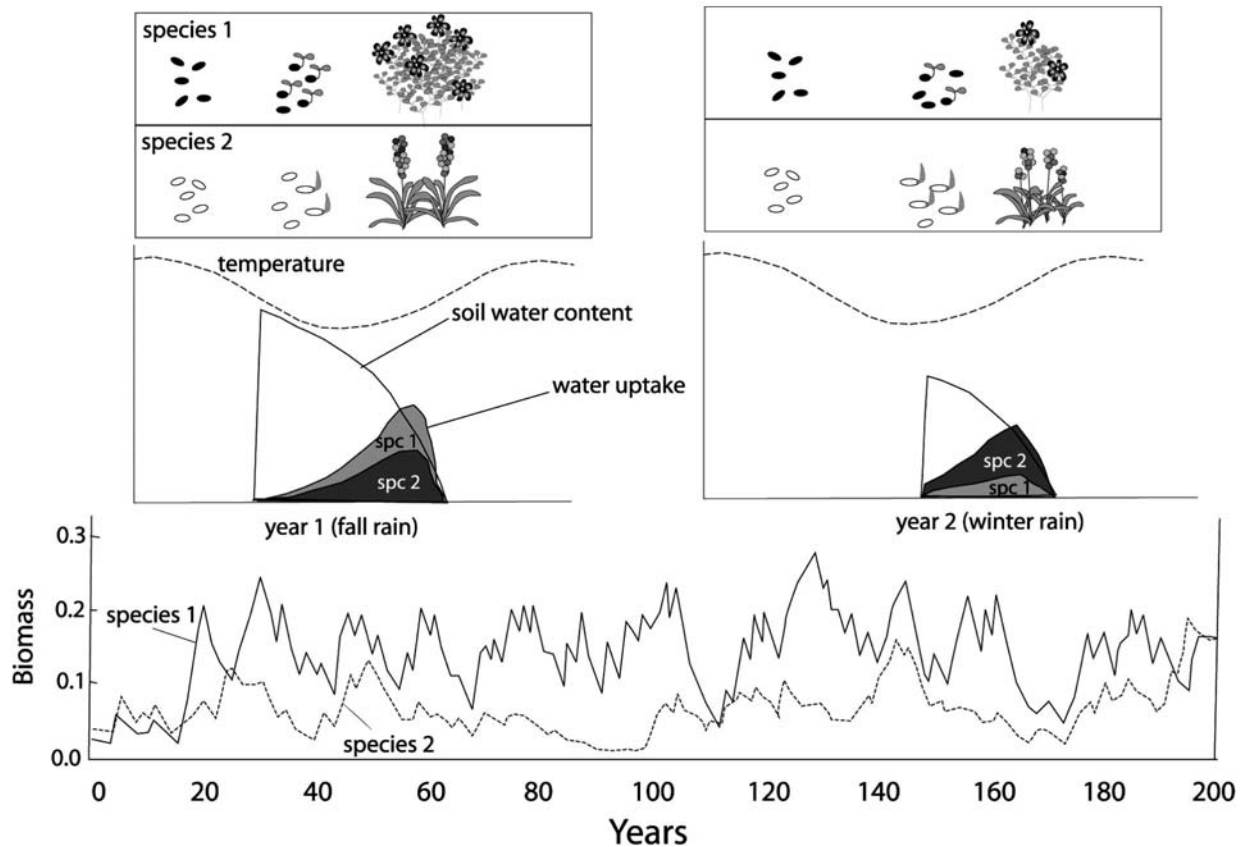 species 1
species 2
temperature
soil water content
water uptake
spc 1
spc 2
spc 2
spc 1
year 1 (fall rain)
year 2 (winter rain)
0.3
0.2
0.1
0.0
Biomass
species 1
species 2
0 20 40 60 80 100 120 140 160 180 200
Years